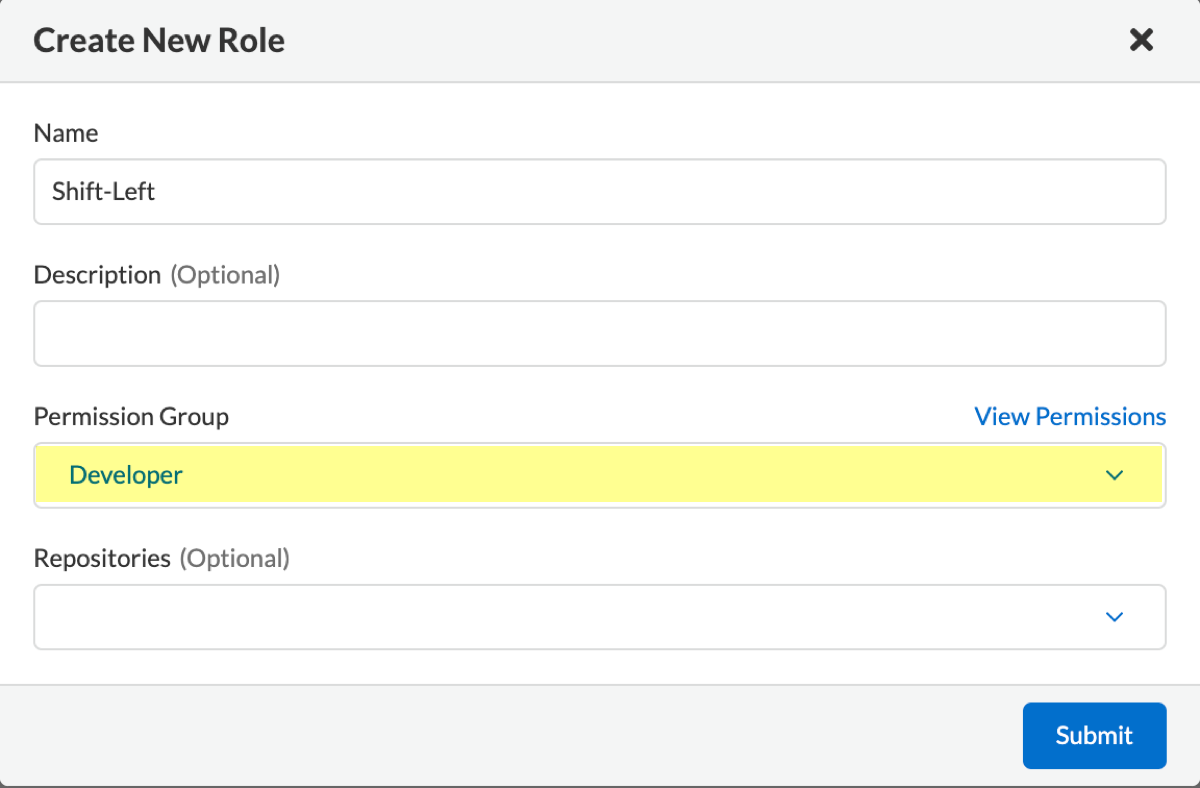 Create New Role
Name
Shift-Left
Description (Optional)
Permission Group View Permissions
Developer
Repositories (Optional)
Submit